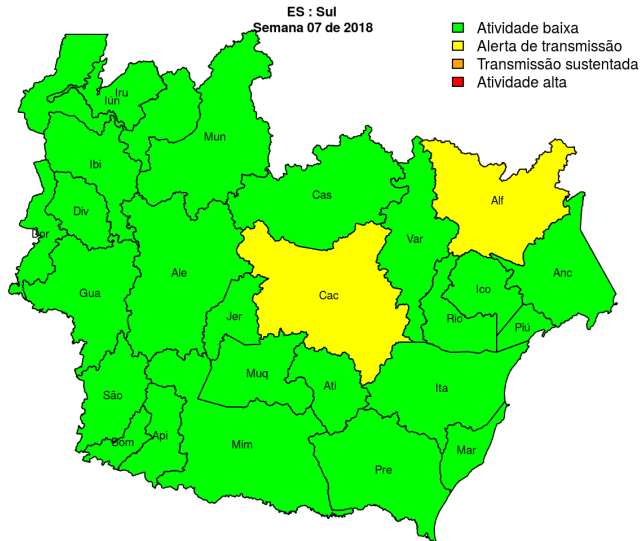 ES : Sul
Semana 07 de 2018
Atividade baixa
Alerta de transmissão
Transmissão sustentada
Atividade alta
Iru
Iún
Mun
Ibi
Cas
Alf
Div
Dor
Var
Ale
Anc
Gua
Cac
Ico
Jer
Rio
Piú
Muq
Ati
Ita
São
Api
Bom
Mim
Mar
Pre